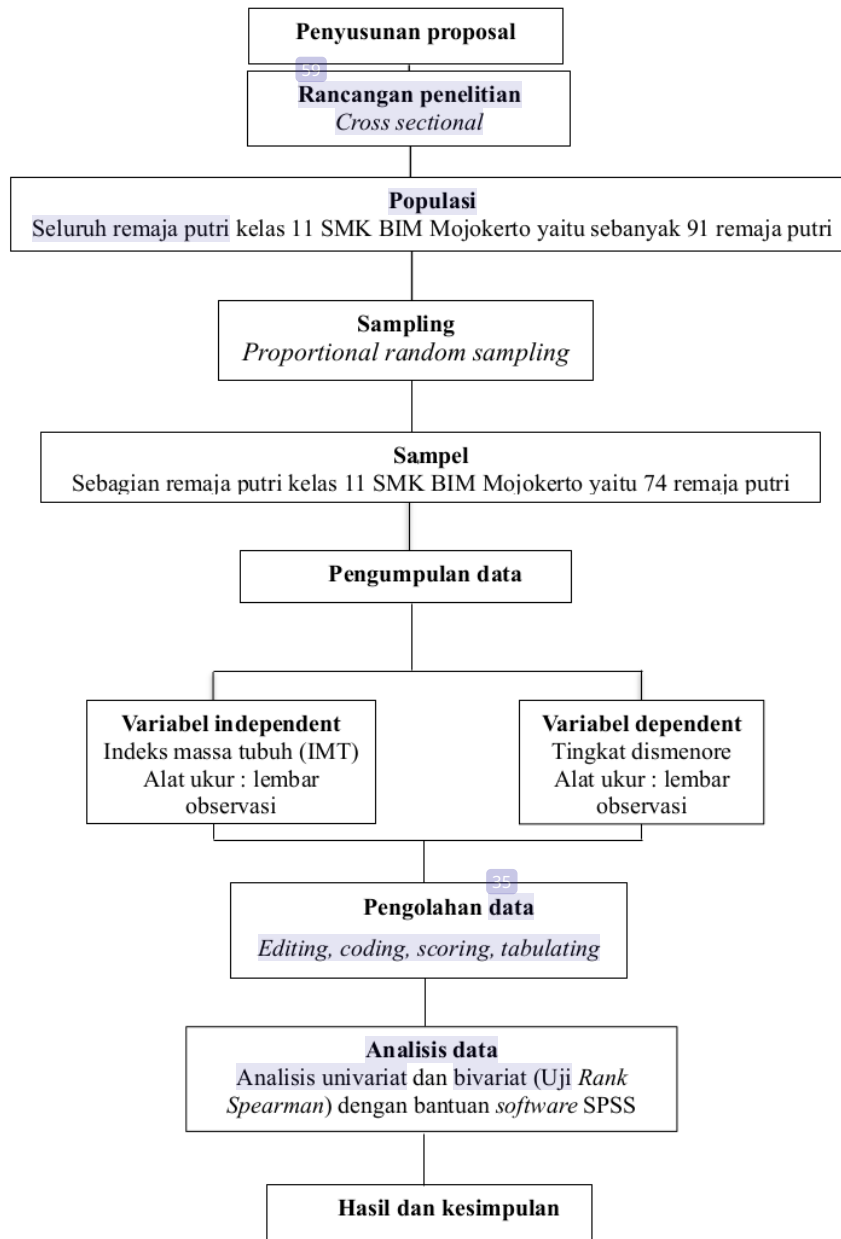 Penyusunan proposal
59
Rancangan penelitian
Cross sectional
Populasi
Seluruh remaja putri kelas 11 SMK BIM Mojokerto yaitu sebanyak 91 remaja putri
Sampling
Proportional random sampling
Sampel
Sebagian remaja putri kelas 11 SMK BIM Mojokerto yaitu 74 remaja putri
Pengumpulan data
Variabel independent
Indeks massa tubuh (IMT)
Alat ukur : lembar
observasi
Variabel dependent
Tingkat dismenore
Alat ukur : lembar
observasi
35
Pengolahan data
Editing, coding, scoring, tabulating
Analisis data
Analisis univariat dan bivariat (Uji Rank
Spearman) dengan bantuan software SPSS
Hasil dan kesimpulan